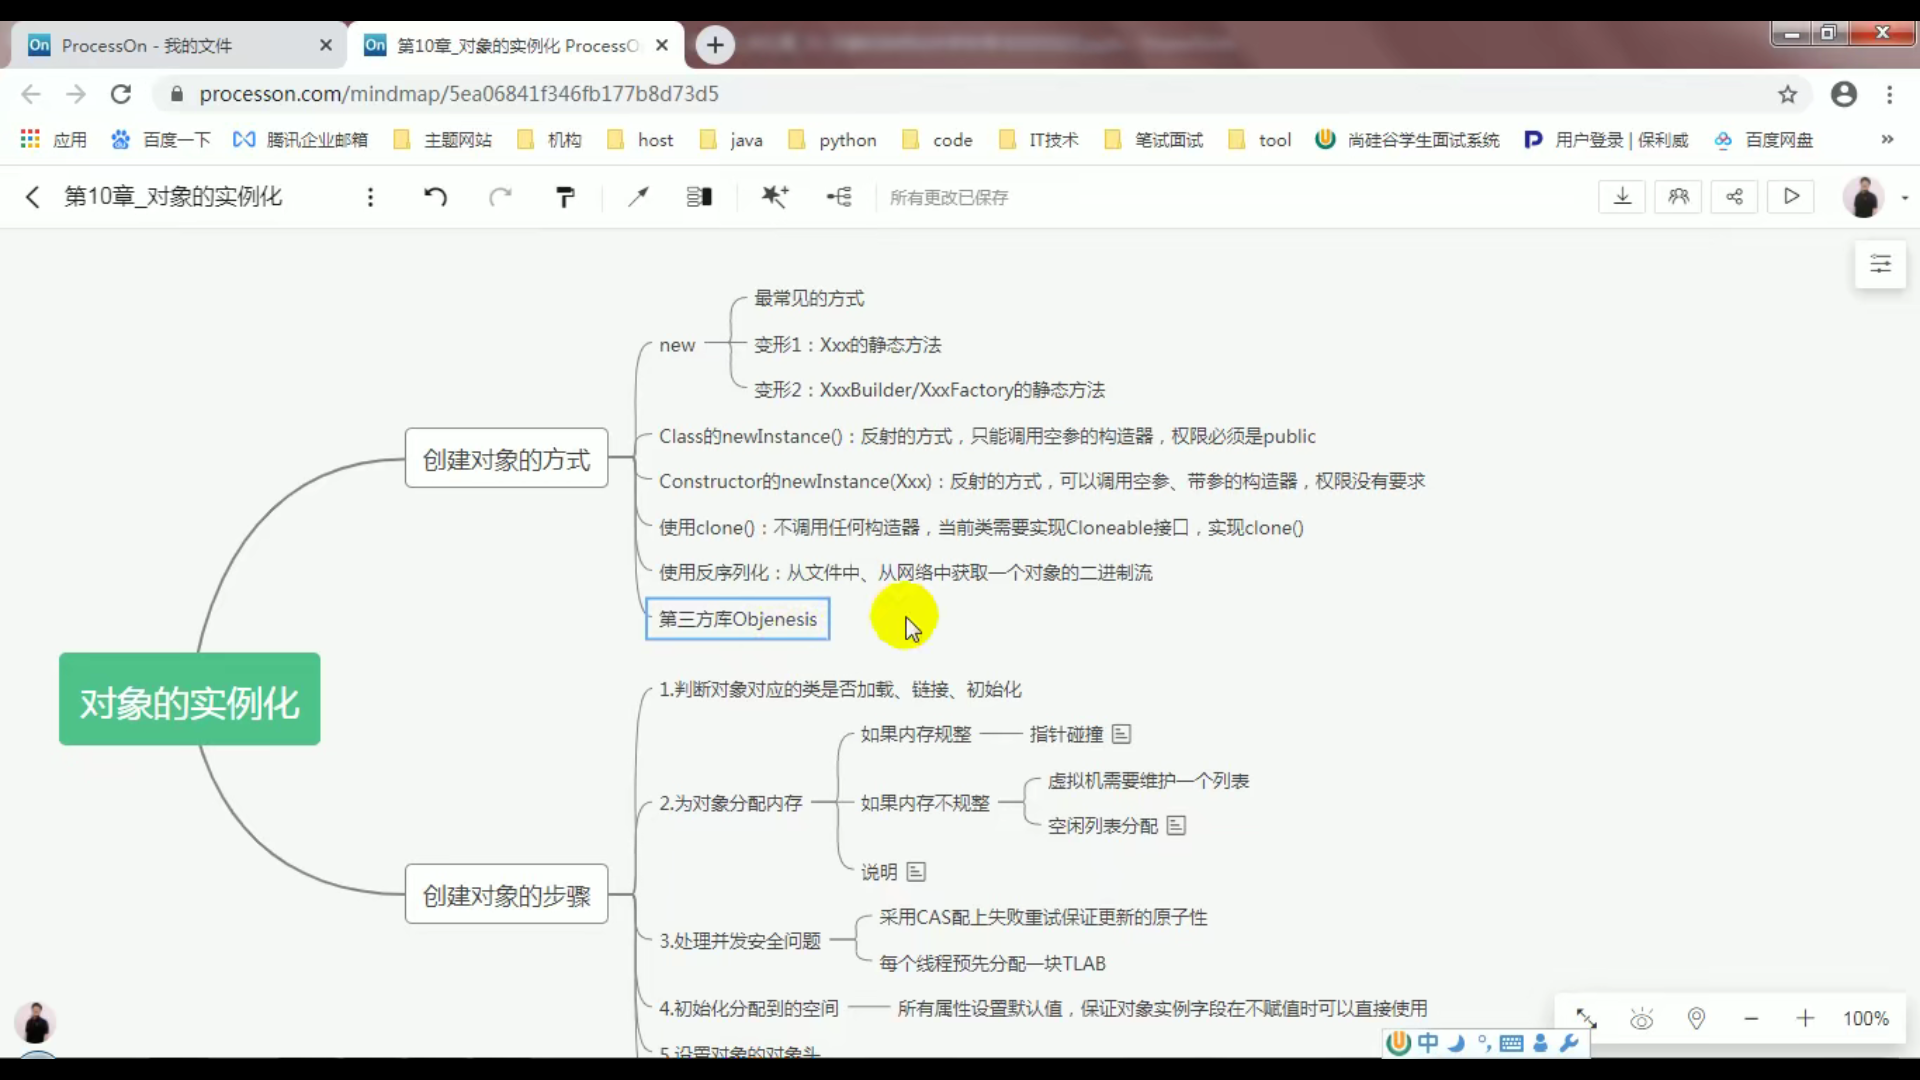 ProcessOn - 我的文件
第10章_对象的实例化 ProcessO
processon.com/mindmap/5ea06841f346fb177b8d73d5
应用 百度一下 腾讯企业邮箱 主题网站 机构 host java python code IT技术 笔试面试 tool 尚硅谷学生面试系统 用户登录 | 保利威 百度网盘 »
第10章_对象的实例化 所有更改已保存
最常见的方式
new
变形1：Xxx的静态方法
变形2：XxxBuilder/XxxFactory的静态方法
创建对象的方式
Class的newInstance()：反射的方式，只能调用空参的构造器，权限必须是public
Constructor的newInstance(Xxx)：反射的方式，可以调用空参、带参的构造器，权限没有要求
使用clone()：不调用任何构造器，当前类需要实现Cloneable接口，实现clone()
使用反序列化：从文件中、从网络中获取一个对象的二进制流
第三方库Objenesis
对象的实例化
1.判断对象对应的类是否加载、链接、初始化
如果内存规整 指针碰撞
2.为对象分配内存
如果内存不规整
虚拟机需要维护一个列表
空闲列表分配
说明
创建对象的步骤
3.处理并发安全问题
采用CAS配上失败重试保证更新的原子性
每个线程预先分配一块TLAB
4.初始化分配到的空间 所有属性设置默认值，保证对象实例字段在不赋值时可以直接使用
5.设置对象的对象头
100%
中